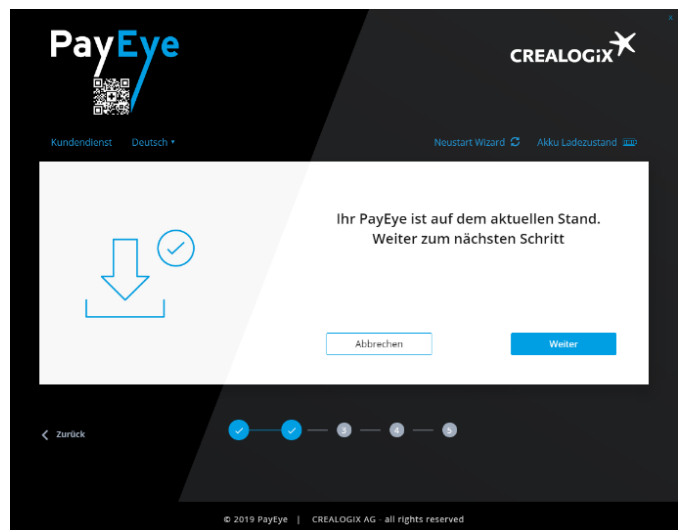 PayEye
CREALOGiX
x
Kundendienst Deutsch Neustart Wizard Akku Ladezustand
Ihr PayEye ist auf dem aktuellen Stand.
Weiter zum nächsten Schritt
Abbrechen Weiter
Zurück 3 4 5
© 2019 PayEye | CREALOGIX AG - all rights reserved